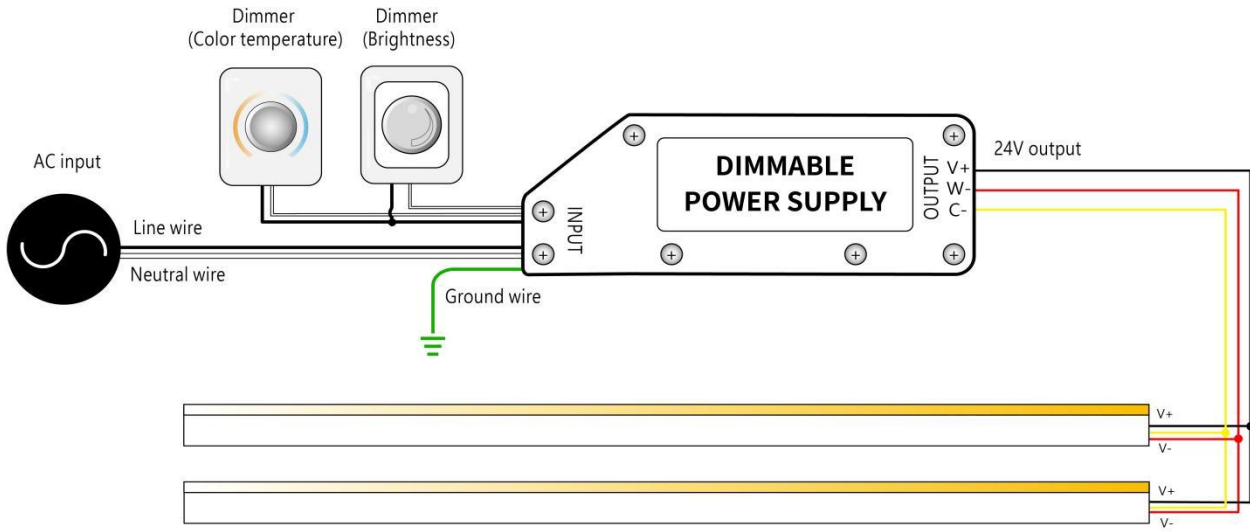 Dimmer
(Color temperature)
Dimmer
(Brightness)
AC input
Line wire
Neutral wire
Ground wire
INPUT
DIMMABLE
POWER SUPPLY
OUTPUT
V+
W-
C-
24V output
V+
V-
V+
V-